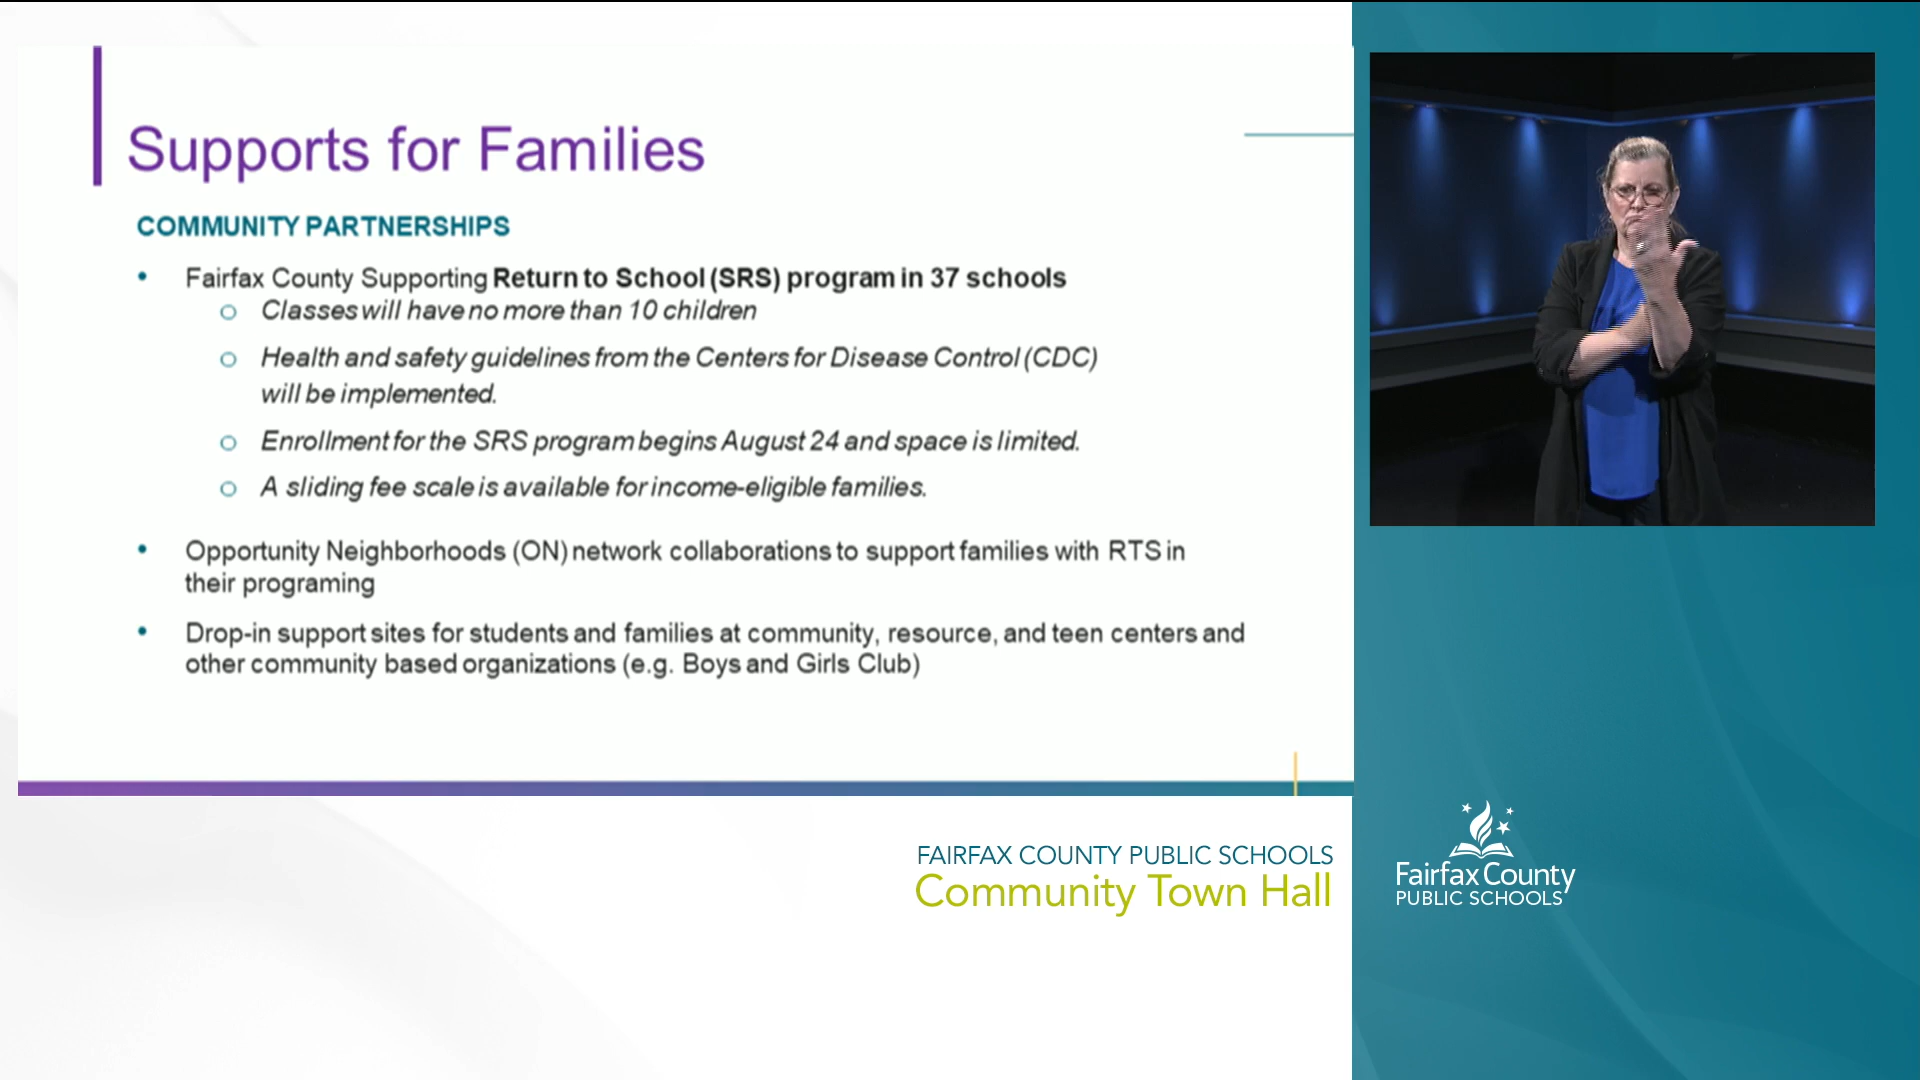 Supports for Families
COMMUNITY PARTNERSHIPS
• Fairfax County Supporting Return to School (SRS) program in 37 schools
o Classes will have no more than 10 children
o Health and safety guidelines from the Centers for Disease Control (CDC)
will be implemented.
o Enrollment for the SRS program begins August 24 and space is limited.
o A sliding fee scale is available for income-eligible families.
• Opportunity Neighborhoods (ON) network collaborations to support families with RTS in
their programing
• Drop-in support sites for students and families at community, resource, and teen centers and
other community based organizations (e.g. Boys and Girls Club)
FAIRFAX COUNTY PUBLIC SCHOOLS
Community Town Hall
Fairfax County
PUBLIC SCHOOLS